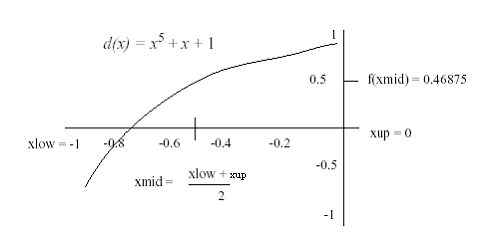 1
d(x) = x⁵ + x + 1
0.5
f(xmid) = 0.46875
xlow = -1
-0.8
-0.6
-0.4
-0.2
xup = 0
-0.5
xmid = xlow + xup
2
-1